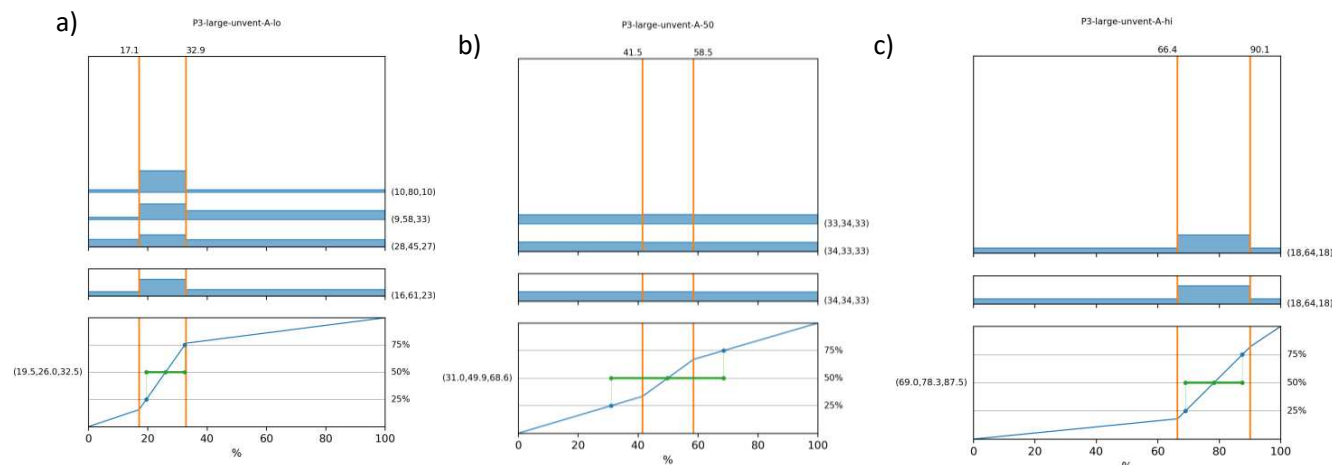 a)
P3-large-unvent-A-lo
17.1 32.9
(10,80,10)
(9,58,33)
(28,45,27)
(16,61,23)
75%
(19.5,26.0,32.5) 50%
25%
0 20 40 60 80 100
%
b)
P3-large-unvent-A-50
41.5 58.5
(33,34,33)
(34,33,33)
(34,34,33)
75%
(31.0,49.9,68.6) 50%
25%
0 20 40 60 80 100
%
c)
P3-large-unvent-A-hi
66.4 90.1
(18,64,18)
(18,64,18)
75%
(69.0,78.3,87.5) 50%
25%
0 20 40 60 80 100
%